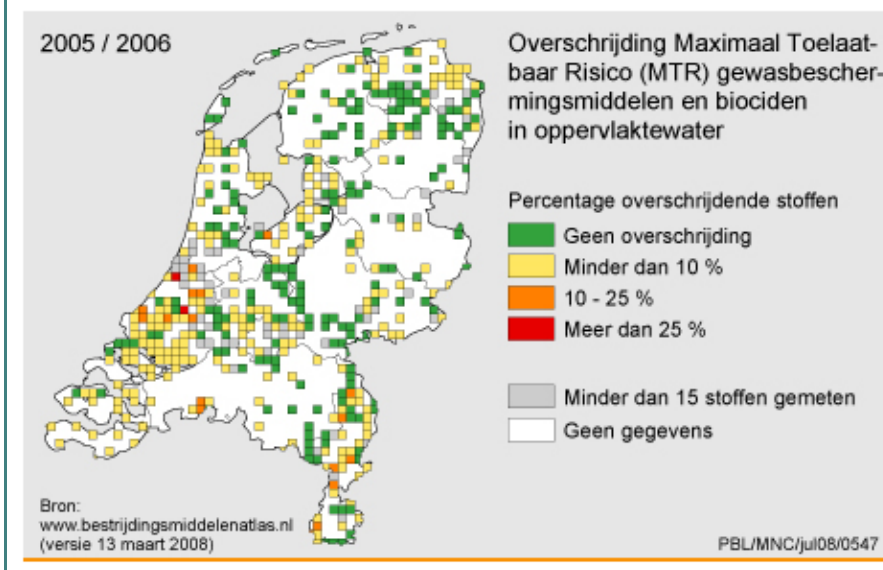 2005 / 2006
Overschrijding Maximaal Toelaat-
baar Risico (MTR) gewasbescher-
mingsmiddelen en biociden
in oppervlaktewater
Percentage overschrijdende stoffen
Geen overschrijding
Minder dan 10 %
10 - 25 %
Meer dan 25 %
Minder dan 15 stoffen gemeten
Geen gegevens
Bron:
www.bestrijdingsmiddelenatlas.nl
(versie 13 maart 2008)
PBL/MNC/jul08/0547